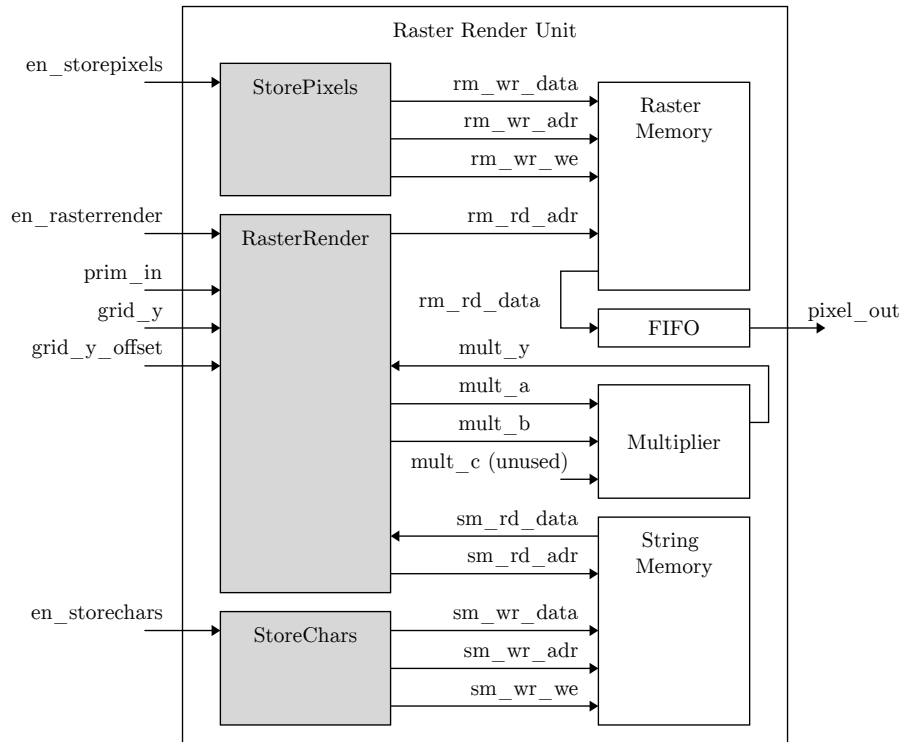 Raster Render Unit
en_storepixels
StorePixels
rm_wr_data
rm_wr_adr
rm_wr_we
Raster
Memory
en_rasterrender
RasterRender
rm_rd_adr
prim_in
grid_y
grid_y_offset
rm_rd_data
FIFO
pixel_out
mult_y
mult_a
mult_b
mult_c (unused)
Multiplier
sm_rd_data
sm_rd_adr
String
Memory
en_storechars
StoreChars
sm_wr_data
sm_wr_adr
sm_wr_we